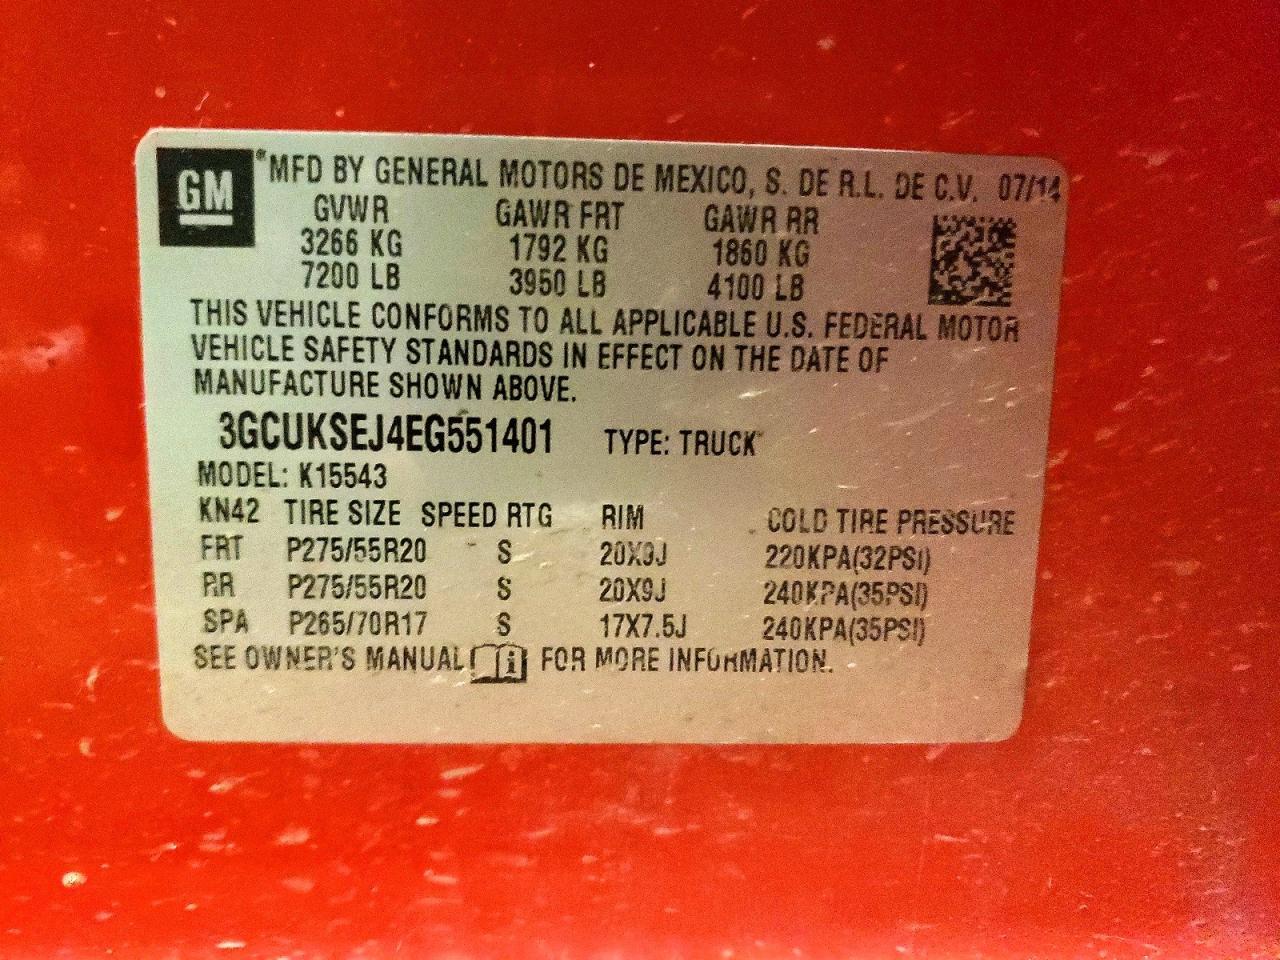 GM
*MFD BY GENERAL MOTORS DE MEXICO, S. DE R.L. DE C.V. 07/14
GVWR GAWR FRT GAWR RR
3266 KG 1792 KG 1860 KG
7200 LB 3950 LB 4100 LB
THIS VEHICLE CONFORMS TO ALL APPLICABLE U.S. FEDERAL MOTOR
VEHICLE SAFETY STANDARDS IN EFFECT ON THE DATE OF
MANUFACTURE SHOWN ABOVE.
3GCUKSEJ4EG551401 TYPE: TRUCK
MODEL: K15543
KN42 TIRE SIZE SPEED RTG RIM COLD TIRE PRESSURE
FRT P275/55R20 S 20X9J 220KPA(32PSI)
RR P275/55R20 S 20X9J 240KPA(35PSI)
SPA P265/70R17 S 17X7.5J 240KPA(35PSI)
SEE OWNER'S MANUAL i FOR MORE INFORMATION.